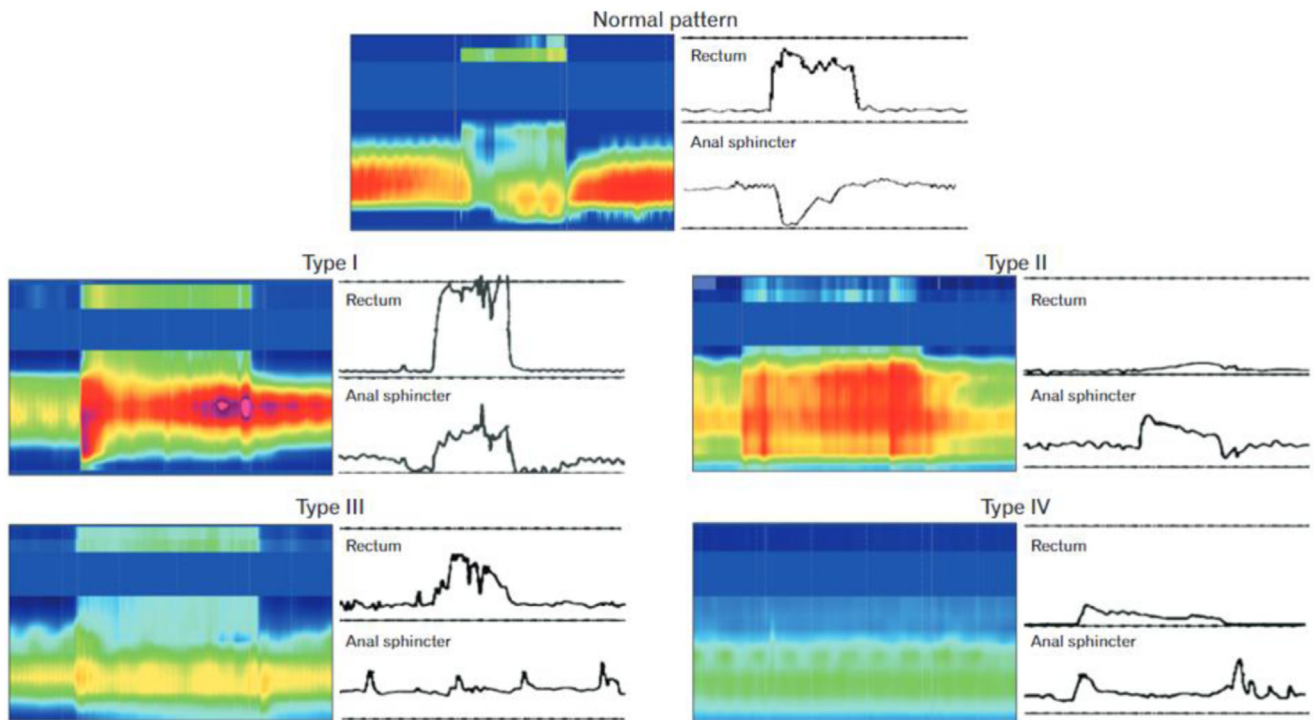 Normal pattern
Rectum
Anal sphincter
Type I
Rectum
Anal sphincter
Type II
Rectum
Anal sphincter
Type III
Rectum
Anal sphincter
Type IV
Rectum
Anal sphincter